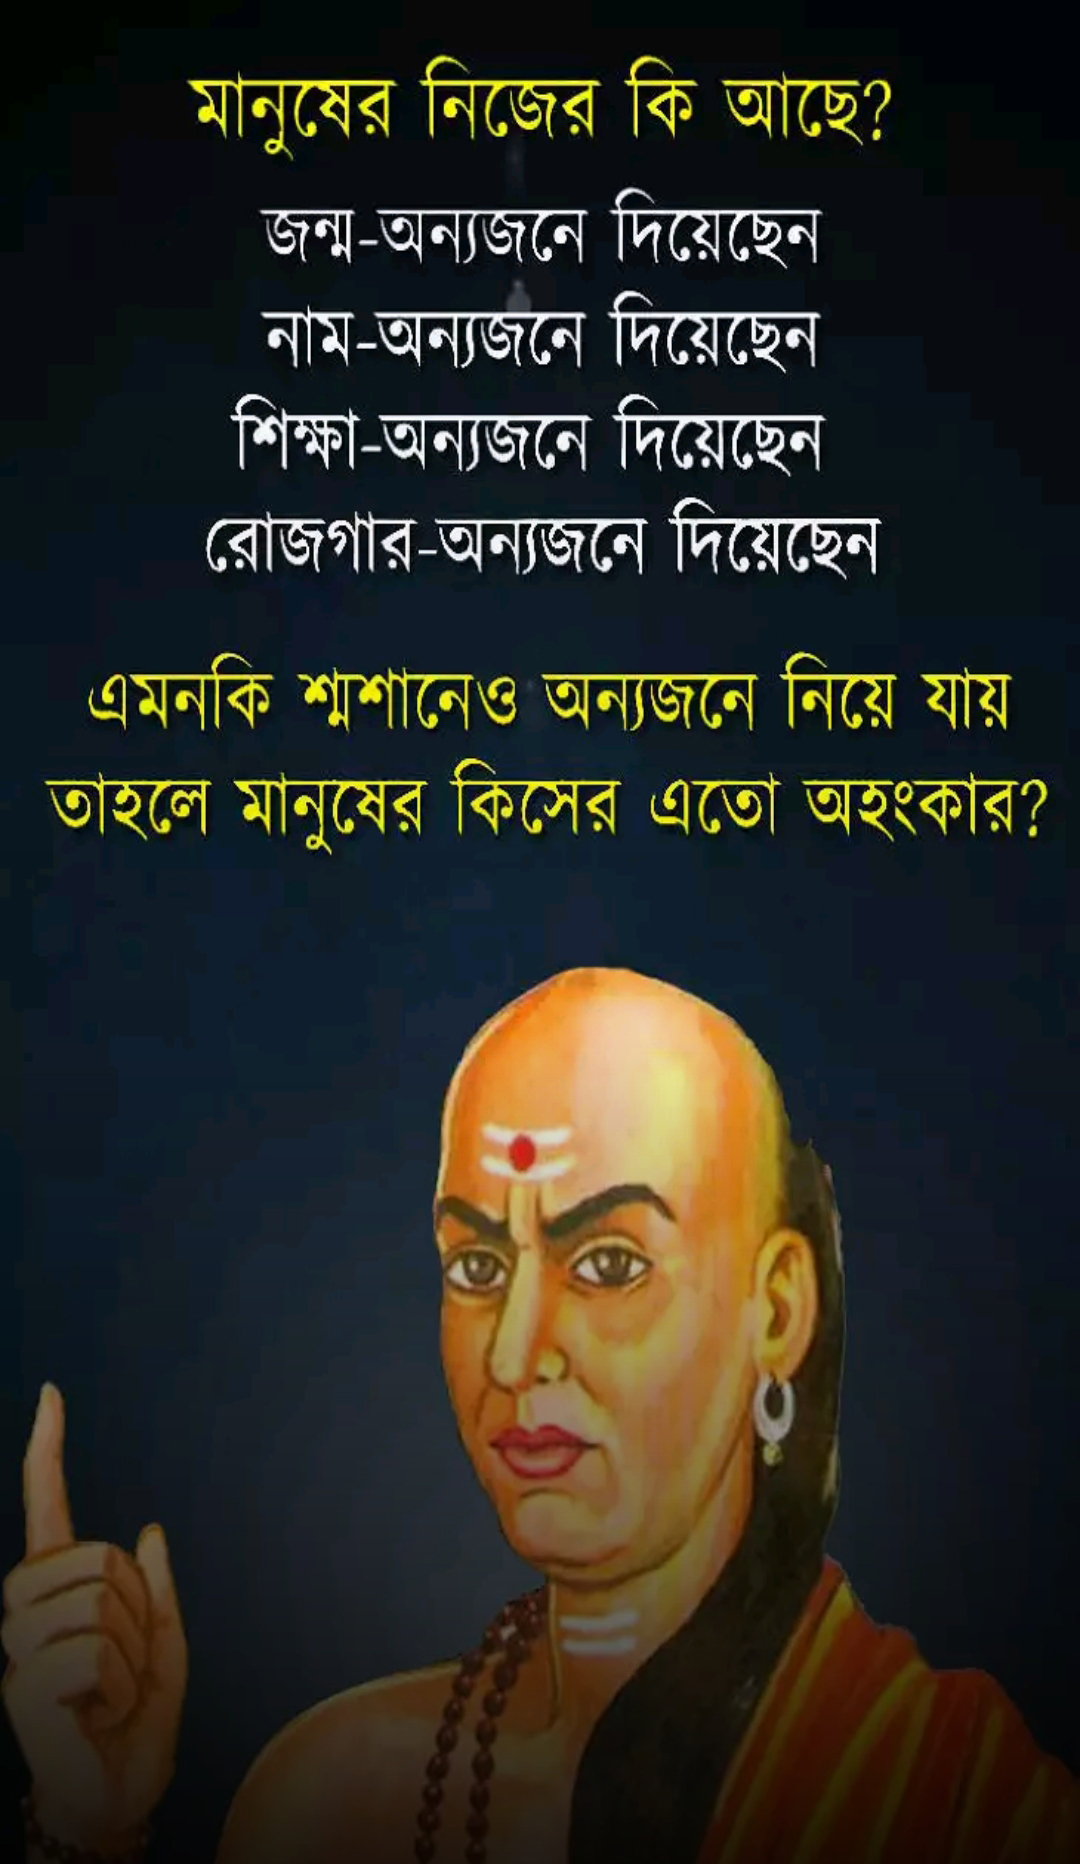 মানুষের নিজের কি আছে?
জন্ম-অন্যজনে দিয়েছেন
নাম-অন্যজনে দিয়েছেন
শিক্ষা-অন্যজনে দিয়েছেন
রোজগার-অন্যজনে দিয়েছেন
এমনকি শ্মশানেও অন্যজনে নিয়ে যায়
তাহলে মানুষের কিসের এতো অহংকার?